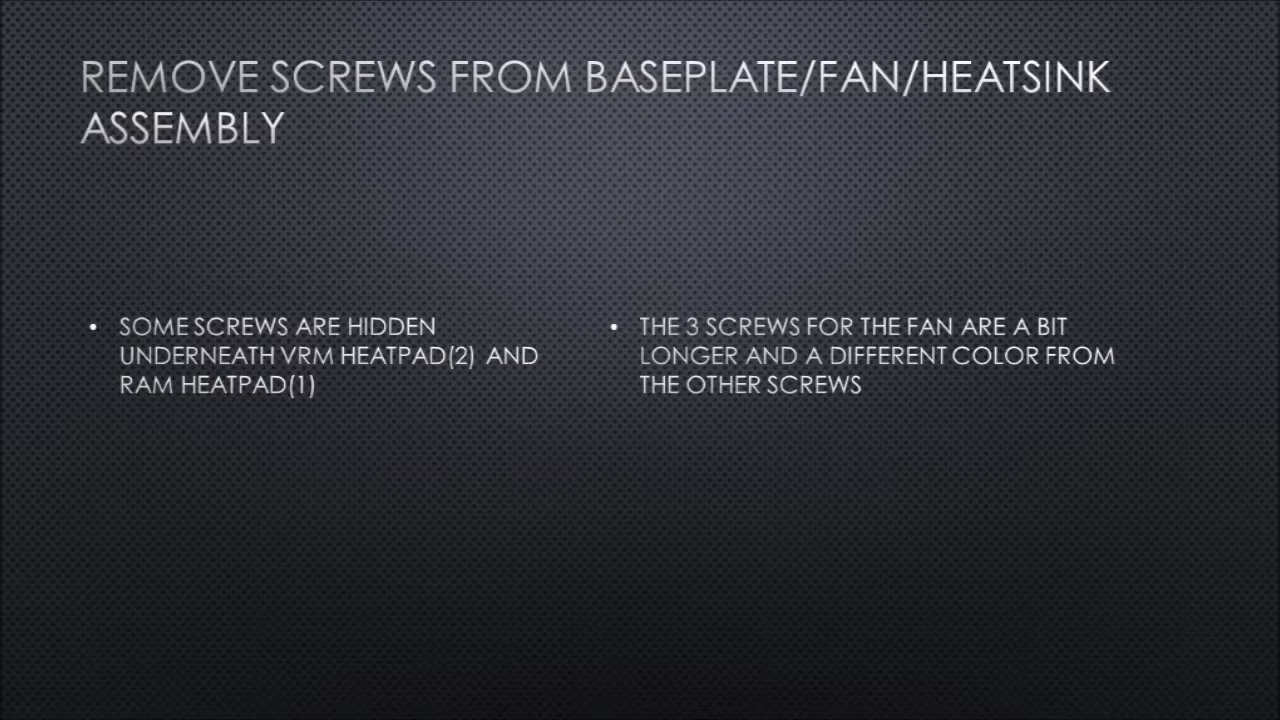 REMOVE SCREWS FROM BASEPLATE/FAN/HEATSINK
ASSEMBLY
• SOME SCREWS ARE HIDDEN
UNDERNEATH VRM HEATPAD(2) AND
RAM HEATPAD(1)
• THE 3 SCREWS FOR THE FAN ARE A BIT
LONGER AND A DIFFERENT COLOR FROM
THE OTHER SCREWS